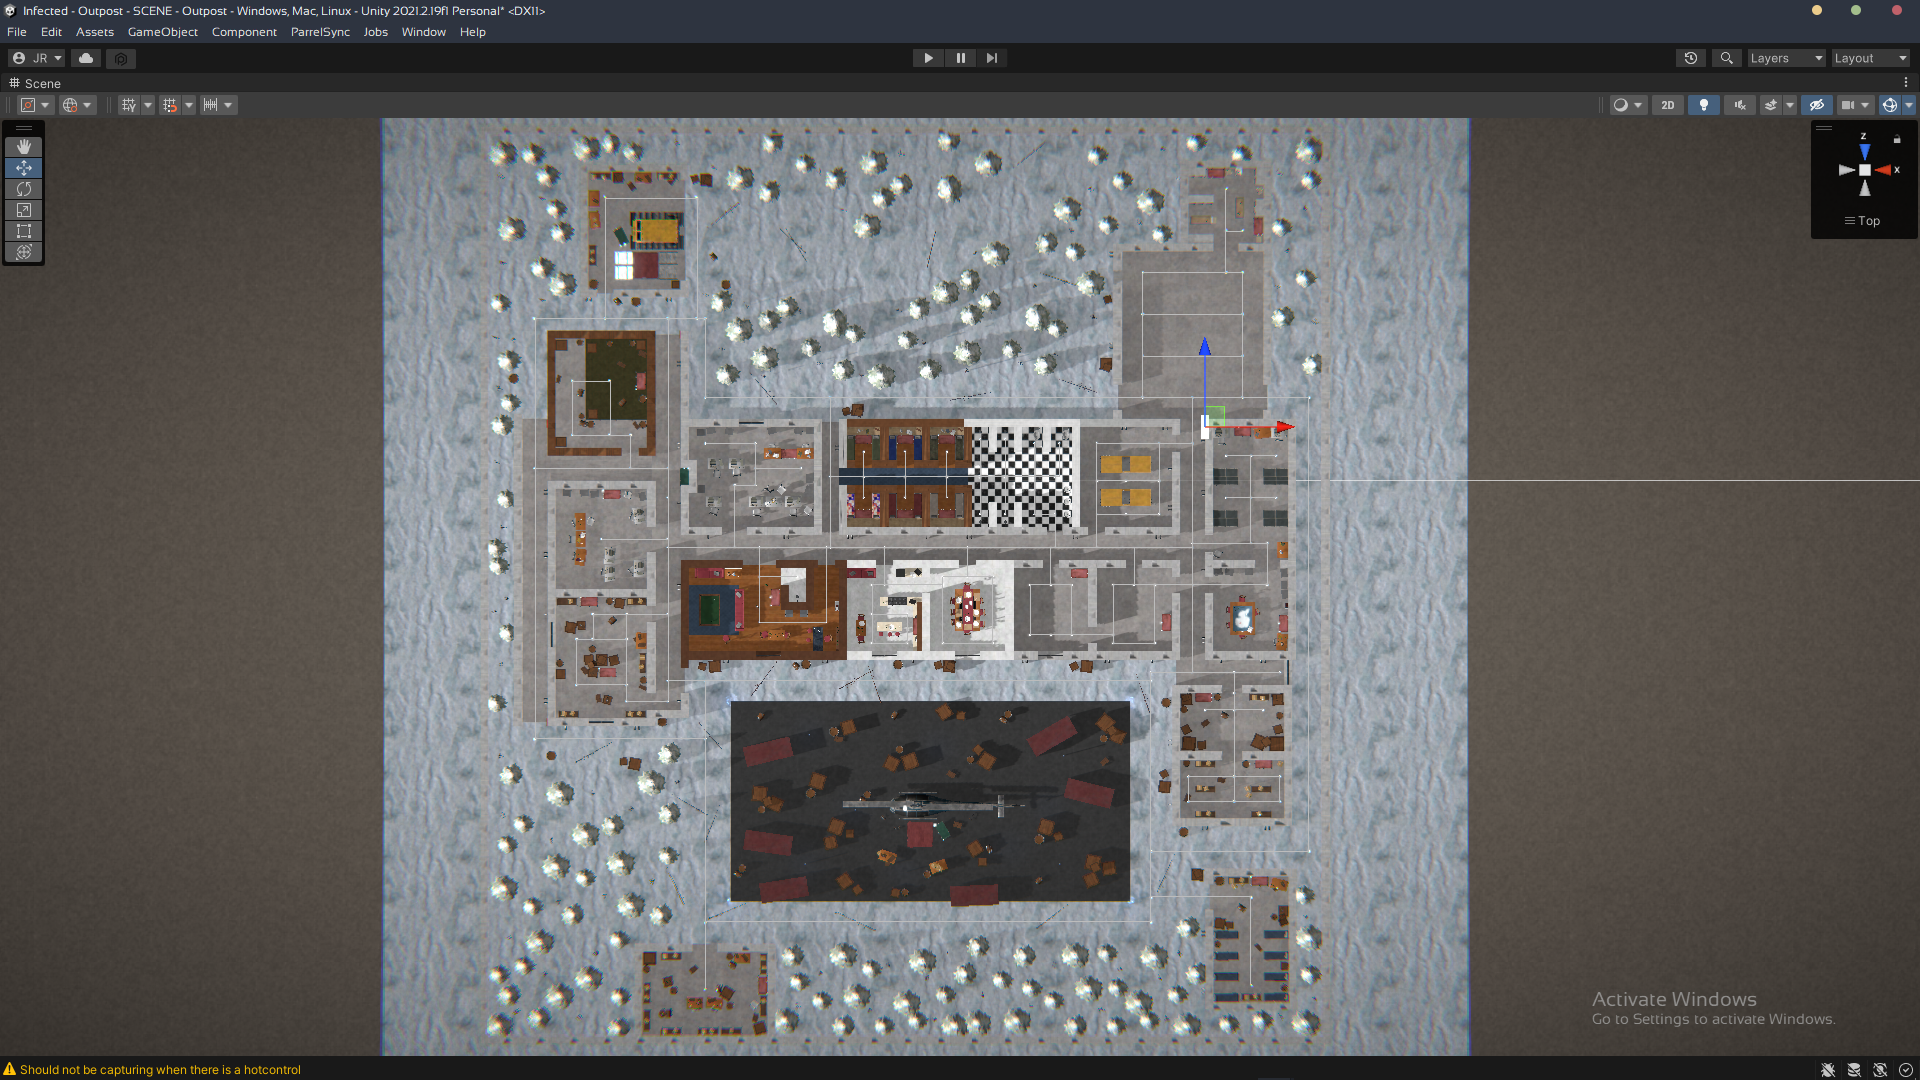 Infected - Outpost - SCENE - Outpost - Windows, Mac, Linux - Unity 2021.2.19f1 Personal* <DX11>
File Edit Assets GameObject Component ParrelSync Jobs Window Help
JR Layers Layout
Scene
2D
z
x
Top
Activate Windows
Go to Settings to activate Windows.
Should not be capturing when there is a hotcontrol